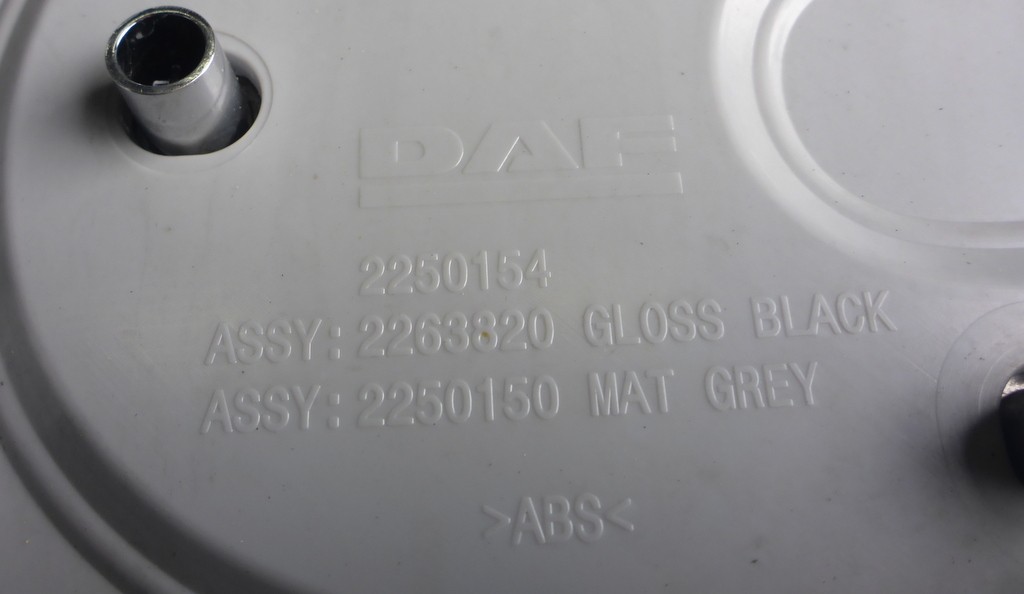 DAF
2250154
ASSY: 2263820 GLOSS BLACK
ASSY: 2250150 MAT GREY
>ABS<